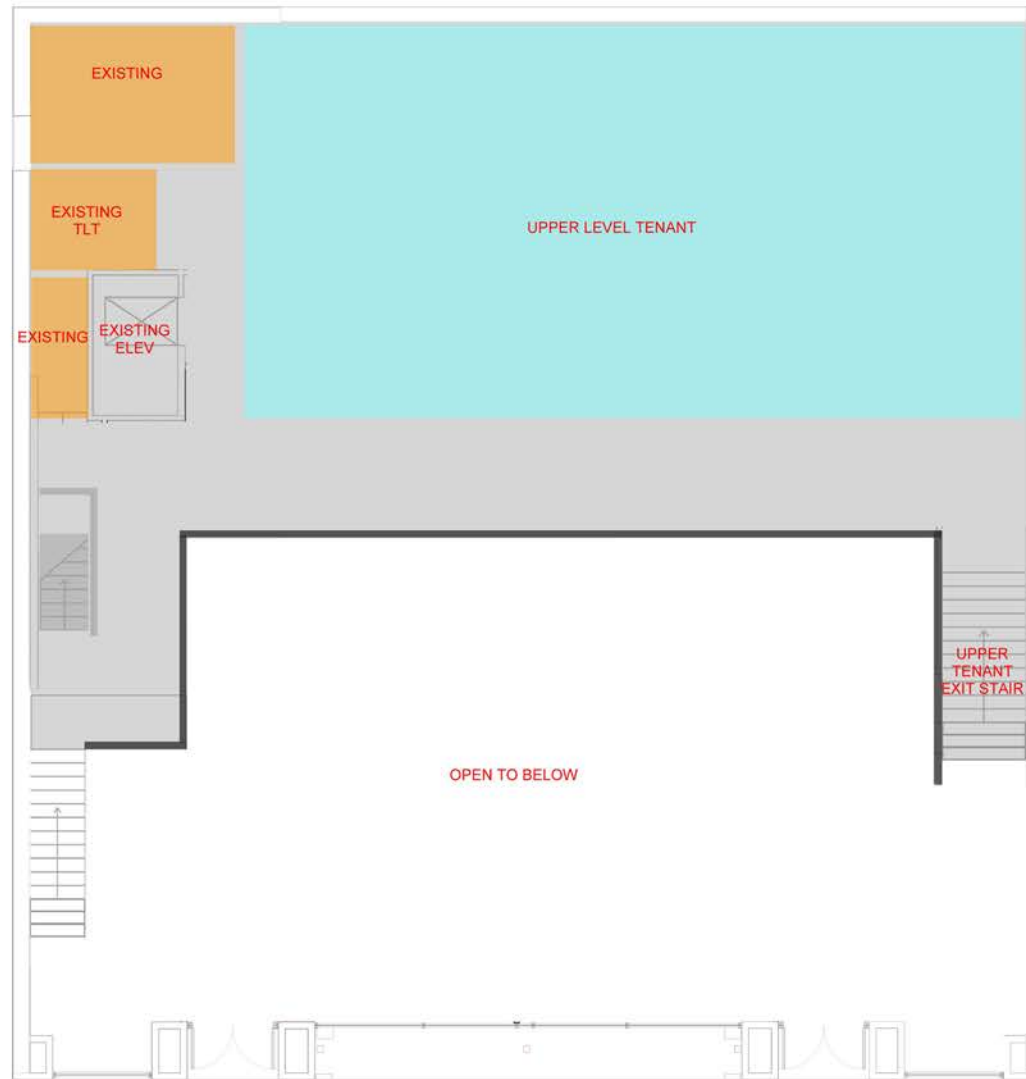 EXISTING
UPPER LEVEL TENANT
EXISTING
TLT
EXISTING
EXISTING
ELEV
UPPER
TENANT
EXIT STAIR
OPEN TO BELOW